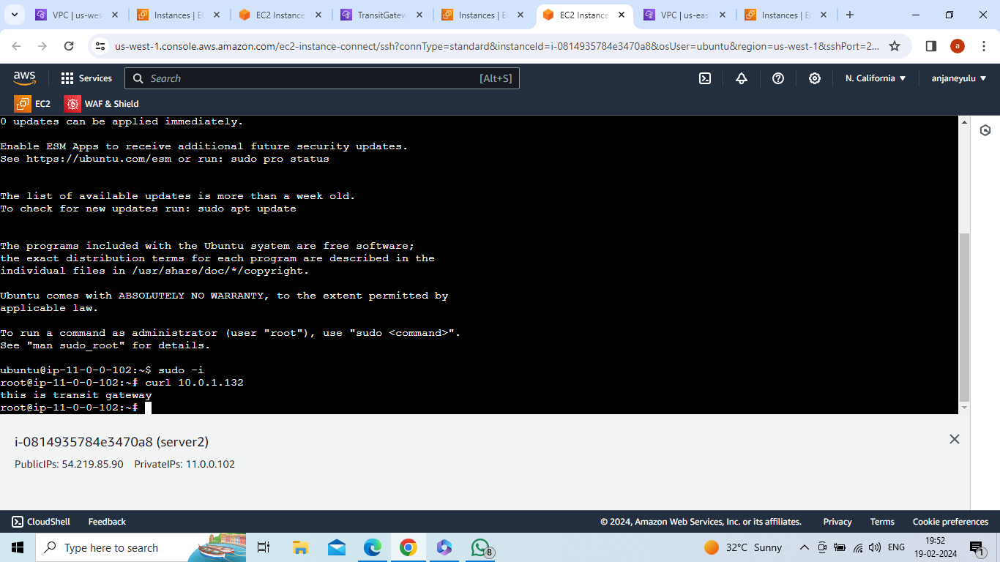 VPC | us-wes
Instances | E
EC2 Instance
TransitGatew
Instances | E
EC2 Instance
VPC | us-eas
Instances | E
us-west-1.console.aws.amazon.com/ec2-instance-connect/ssh?connType=standard&instanceId=i-0814935784e3470a8&osUser=ubuntu&region=us-west-1&sshPort=2...
a
aws
Services
Search
[Alt+S]
N. California
anjaneyulu
EC2
WAF & Shield
0 updates can be applied immediately.
Enable ESM Apps to receive additional future security updates.
See https://ubuntu.com/esm or run: sudo pro status
The list of available updates is more than a week old.
To check for new updates run: sudo apt update
The programs included with the Ubuntu system are free software;
the exact distribution terms for each program are described in the
individual files in /usr/share/doc/*/copyright.
Ubuntu comes with ABSOLUTELY NO WARRANTY, to the extent permitted by
applicable law.
To run a command as administrator (user "root"), use "sudo <command>".
See "man sudo_root" for details.
ubuntu@ip-11-0-0-102:~$ sudo -i
root@ip-11-0-0-102:~# curl 10.0.1.132
this is transit gateway
root@ip-11-0-0-102:~#
i-0814935784e3470a8 (server2)
PublicIPs: 54.219.85.90 PrivateIPs: 11.0.0.102
CloudShell
Feedback
© 2024, Amazon Web Services, Inc. or its affiliates.
Privacy
Terms
Cookie preferences
Type here to search
8
32°C Sunny
ENG
19:52
19-02-2024
1